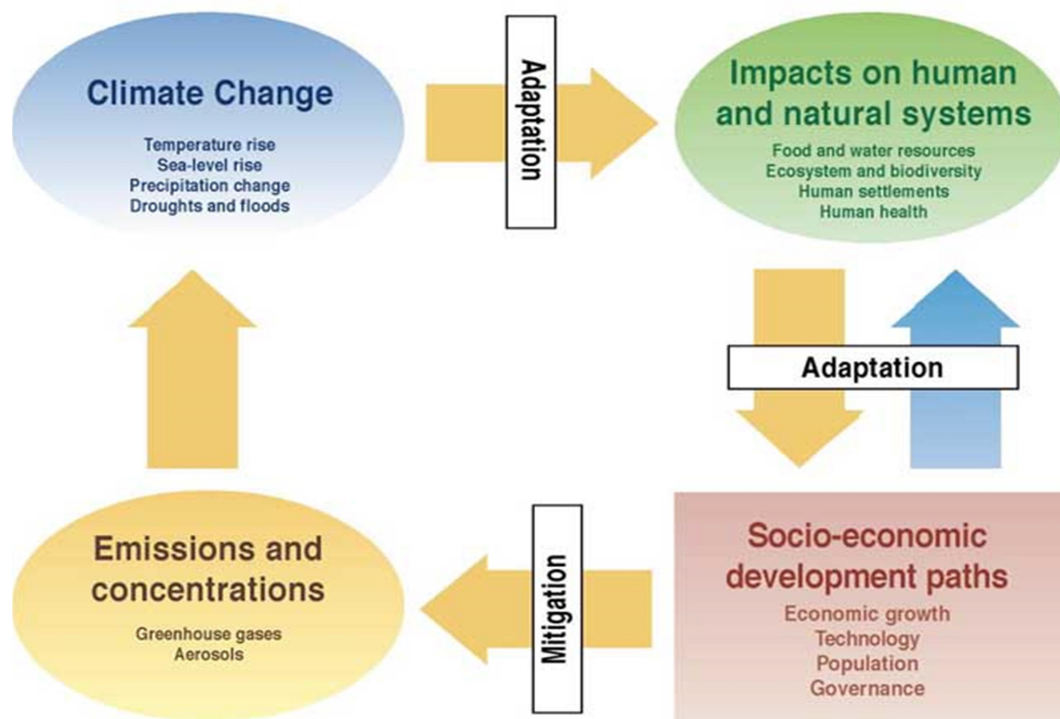 Climate Change
Temperature rise
Sea-level rise
Precipitation change
Droughts and floods
Adaptation
Impacts on human
and natural systems
Food and water resources
Ecosystem and biodiversity
Human settlements
Human health
Adaptation
Emissions and
concentrations
Greenhouse gases
Aerosols
Mitigation
Socio-economic
development paths
Economic growth
Technology
Population
Governance